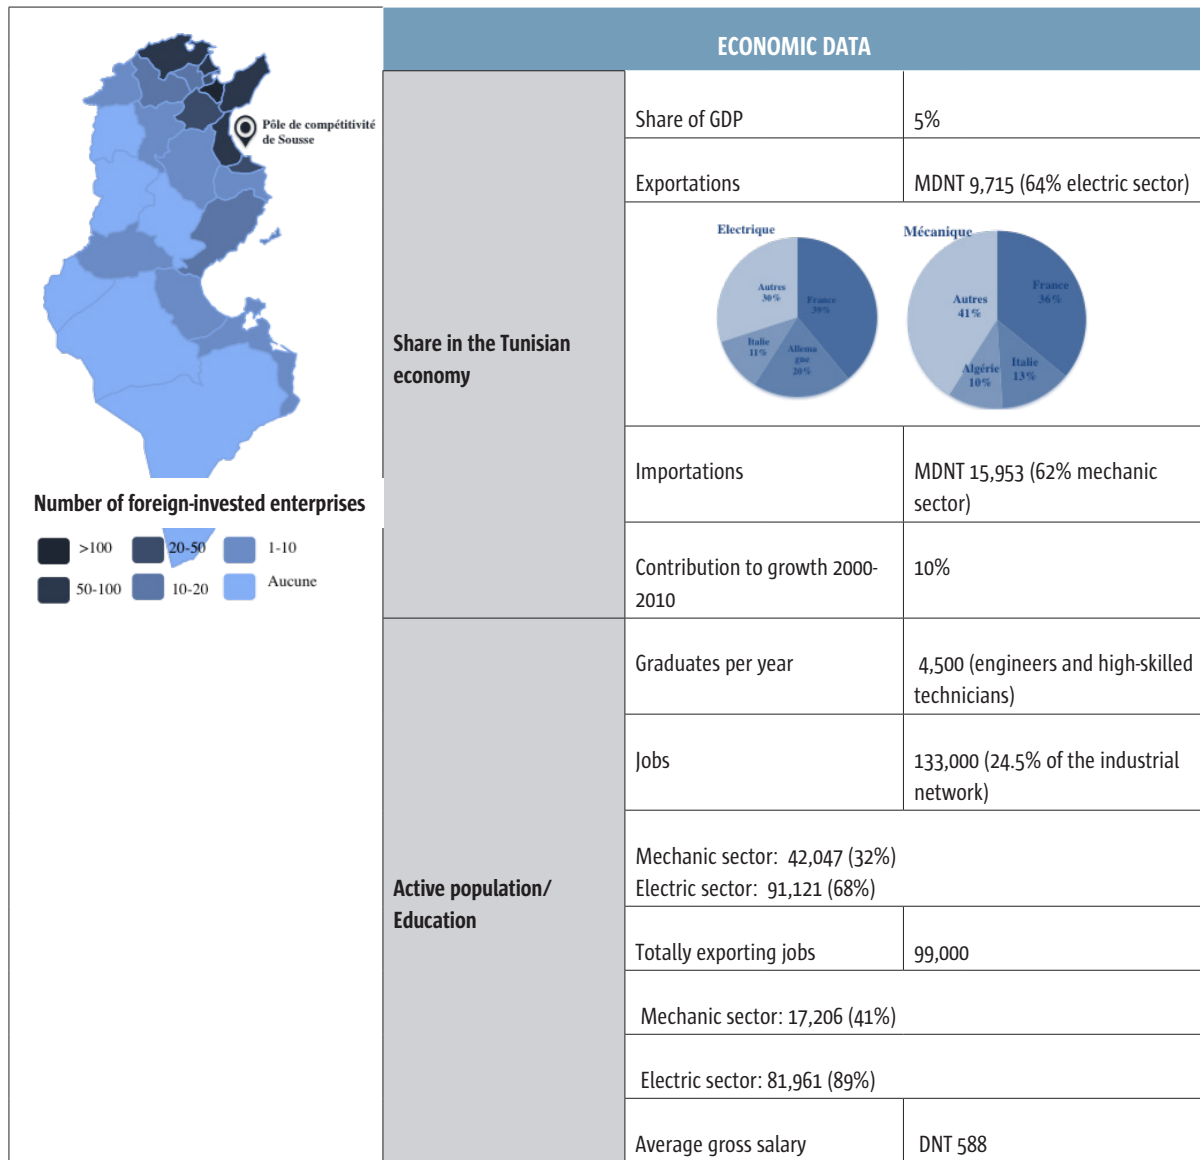 Pôle de compétitivité
de Sousse
Number of foreign-invested enterprises
>100
20-50
1-10
50-100
10-20
Aucune
ECONOMIC DATA
Share in the Tunisian
economy
Share of GDP
5%
Exportations
MDNT 9,715 (64% electric sector)
Electrique
Autres
30%
France
39%
Italie
11%
Allema
gne
20%
Mécanique
Autres
41%
France
36%
Algérie
10%
Italie
13%
Importations
MDNT 15,953 (62% mechanic
sector)
Contribution to growth 2000-
2010
10%
Active population/
Education
Graduates per year
4,500 (engineers and high-skilled
technicians)
Jobs
133,000 (24.5% of the industrial
network)
Mechanic sector: 42,047 (32%)
Electric sector: 91,121 (68%)
Totally exporting jobs
99,000
Mechanic sector: 17,206 (41%)
Electric sector: 81,961 (89%)
Average gross salary
DNT 588